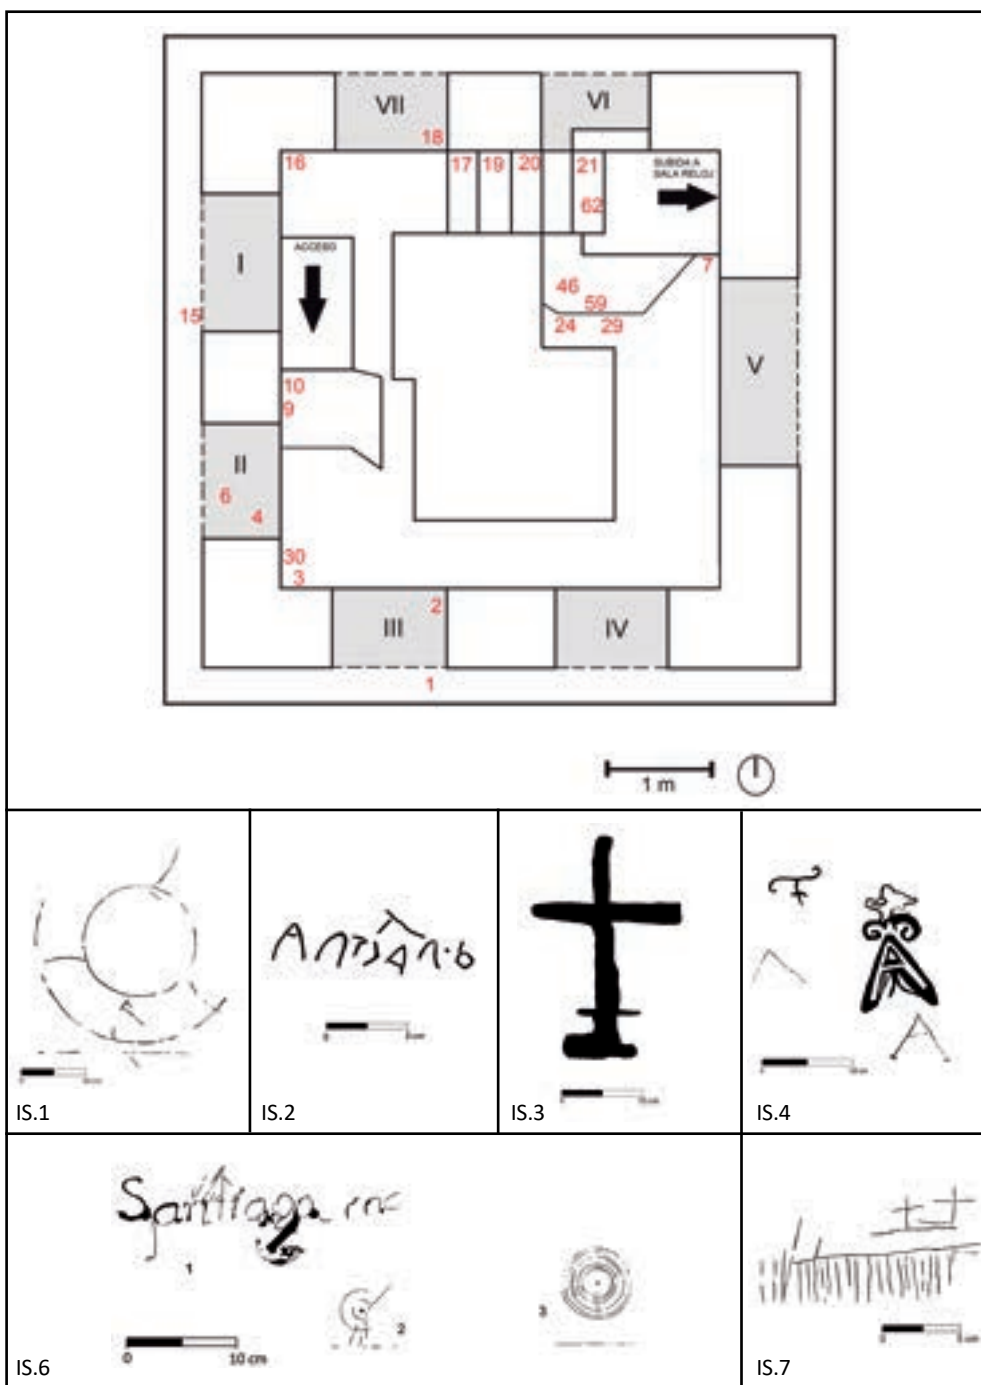 VII
VI
18
16
17 19 20 21
SUBIDA A
SALA RELOJ
62
I
ACCESO
7
46
59
15
24 29
V
10
9
II
6
4
30
3
2
III
IV
1
1 m
IS.1
IS.2
IS.3
IS.4
Santiago
1
2
3
0 10 cm
IS.6
IS.7